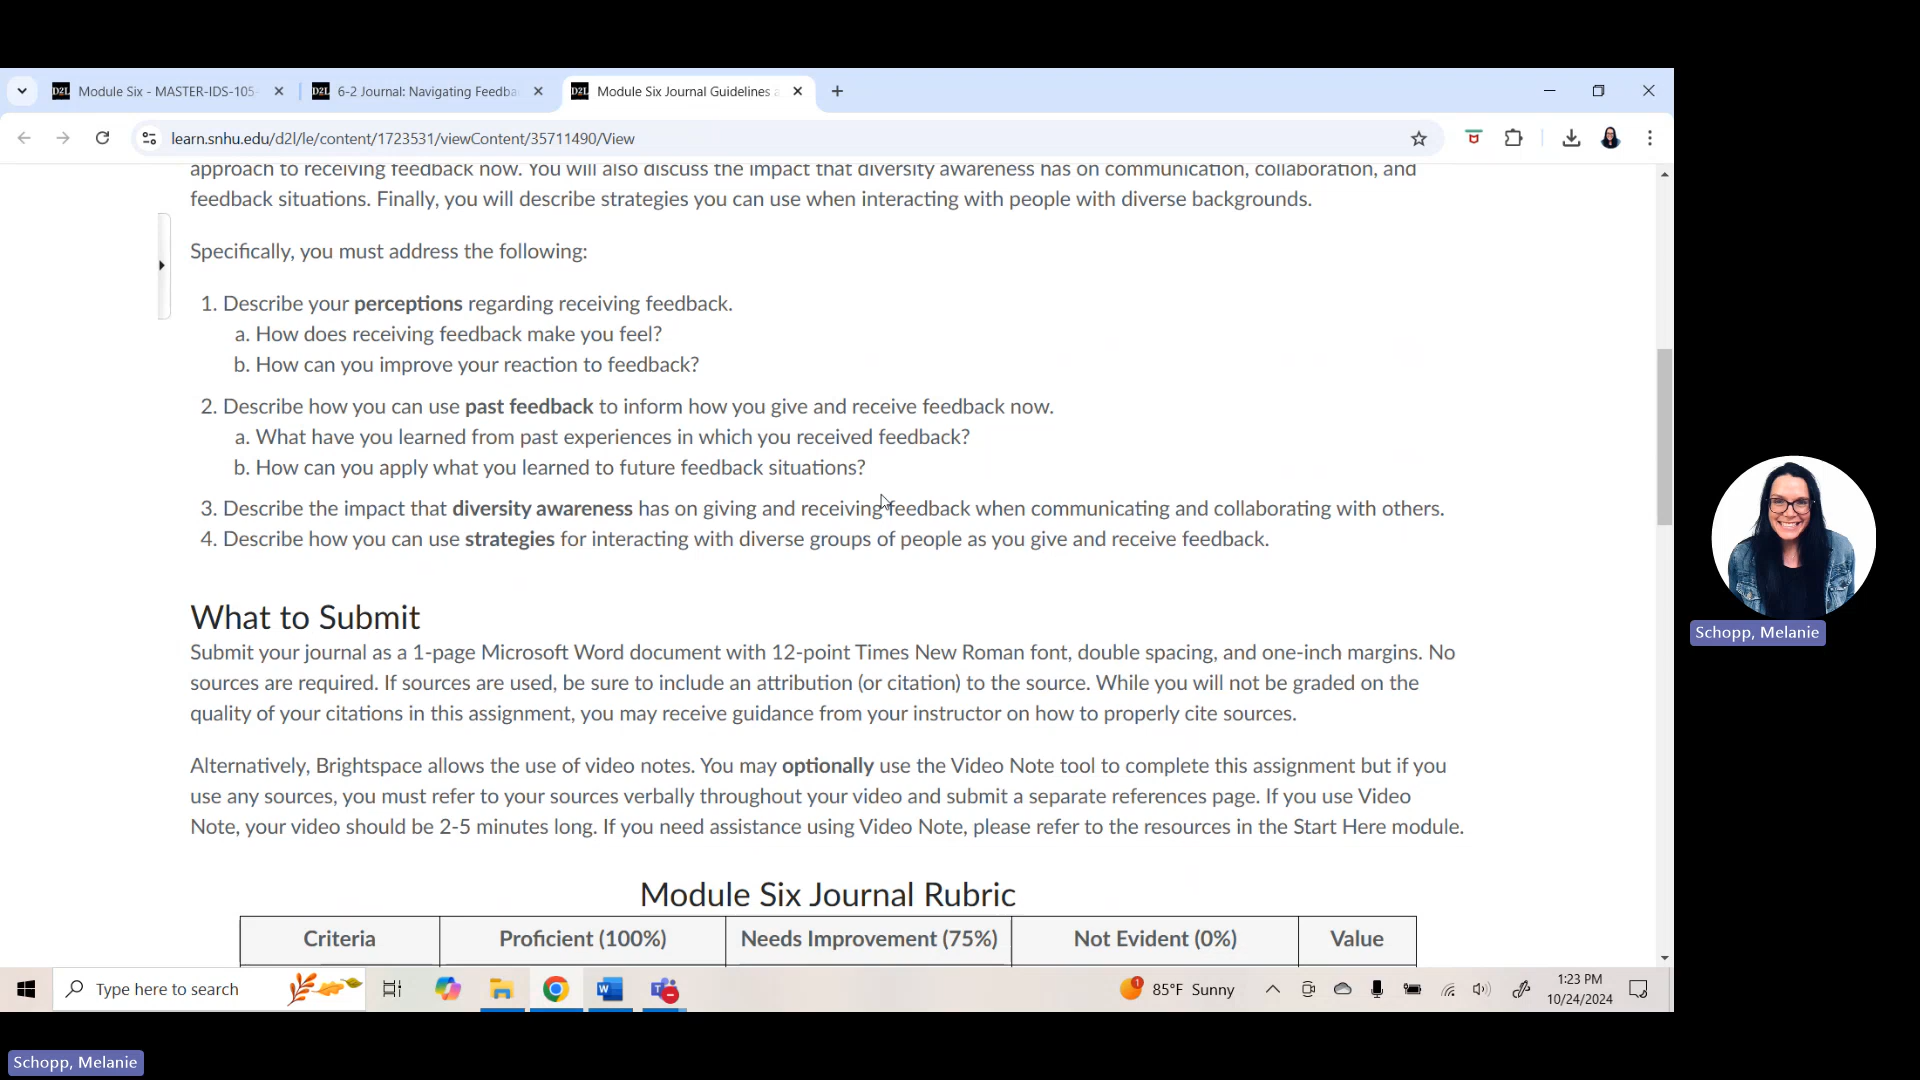 Module Six - MASTER-IDS-105-
6-2 Journal: Navigating Feedba
Module Six Journal Guidelines a
learn.snhu.edu/d2l/le/content/1723531/viewContent/35711490/View
approach to receiving feedback now. You will also discuss the impact that diversity awareness has on communication, collaboration, and
feedback situations. Finally, you will describe strategies you can use when interacting with people with diverse backgrounds.
Specifically, you must address the following:
1. Describe your perceptions regarding receiving feedback.
a. How does receiving feedback make you feel?
b. How can you improve your reaction to feedback?
2. Describe how you can use past feedback to inform how you give and receive feedback now.
a. What have you learned from past experiences in which you received feedback?
b. How can you apply what you learned to future feedback situations?
3. Describe the impact that diversity awareness has on giving and receiving feedback when communicating and collaborating with others.
4. Describe how you can use strategies for interacting with diverse groups of people as you give and receive feedback.
What to Submit
Submit your journal as a 1-page Microsoft Word document with 12-point Times New Roman font, double spacing, and one-inch margins. No
sources are required. If sources are used, be sure to include an attribution (or citation) to the source. While you will not be graded on the
quality of your citations in this assignment, you may receive guidance from your instructor on how to properly cite sources.
Alternatively, Brightspace allows the use of video notes. You may optionally use the Video Note tool to complete this assignment but if you
use any sources, you must refer to your sources verbally throughout your video and submit a separate references page. If you use Video
Note, your video should be 2-5 minutes long. If you need assistance using Video Note, please refer to the resources in the Start Here module.
Module Six Journal Rubric
Criteria Proficient (100%) Needs Improvement (75%) Not Evident (0%) Value
Type here to search
85°F Sunny
1:23 PM
10/24/2024
Schopp, Melanie
Schopp, Melanie